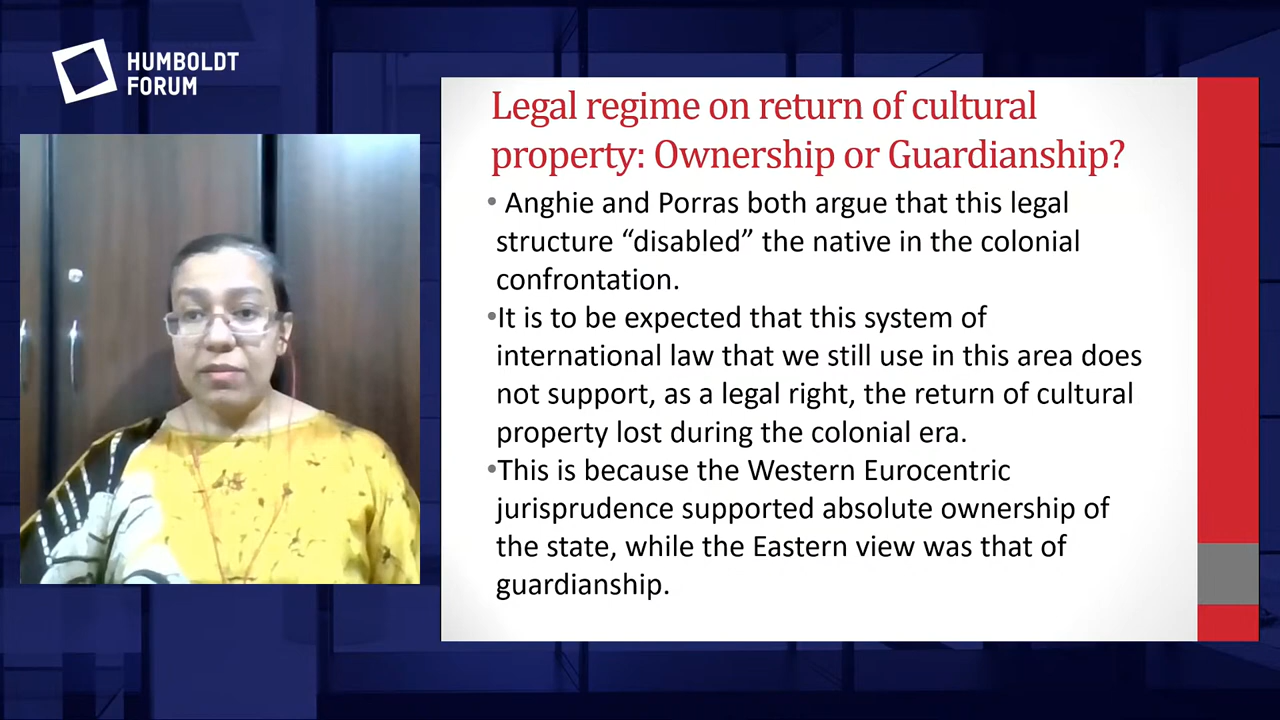 HUMBOLDT
FORUM
Legal regime on return of cultural
property: Ownership or Guardianship?
• Anghie and Porras both argue that this legal
structure “disabled” the native in the colonial
confrontation.
•It is to be expected that this system of
international law that we still use in this area does
not support, as a legal right, the return of cultural
property lost during the colonial era.
•This is because the Western Eurocentric
jurisprudence supported absolute ownership of
the state, while the Eastern view was that of
guardianship.